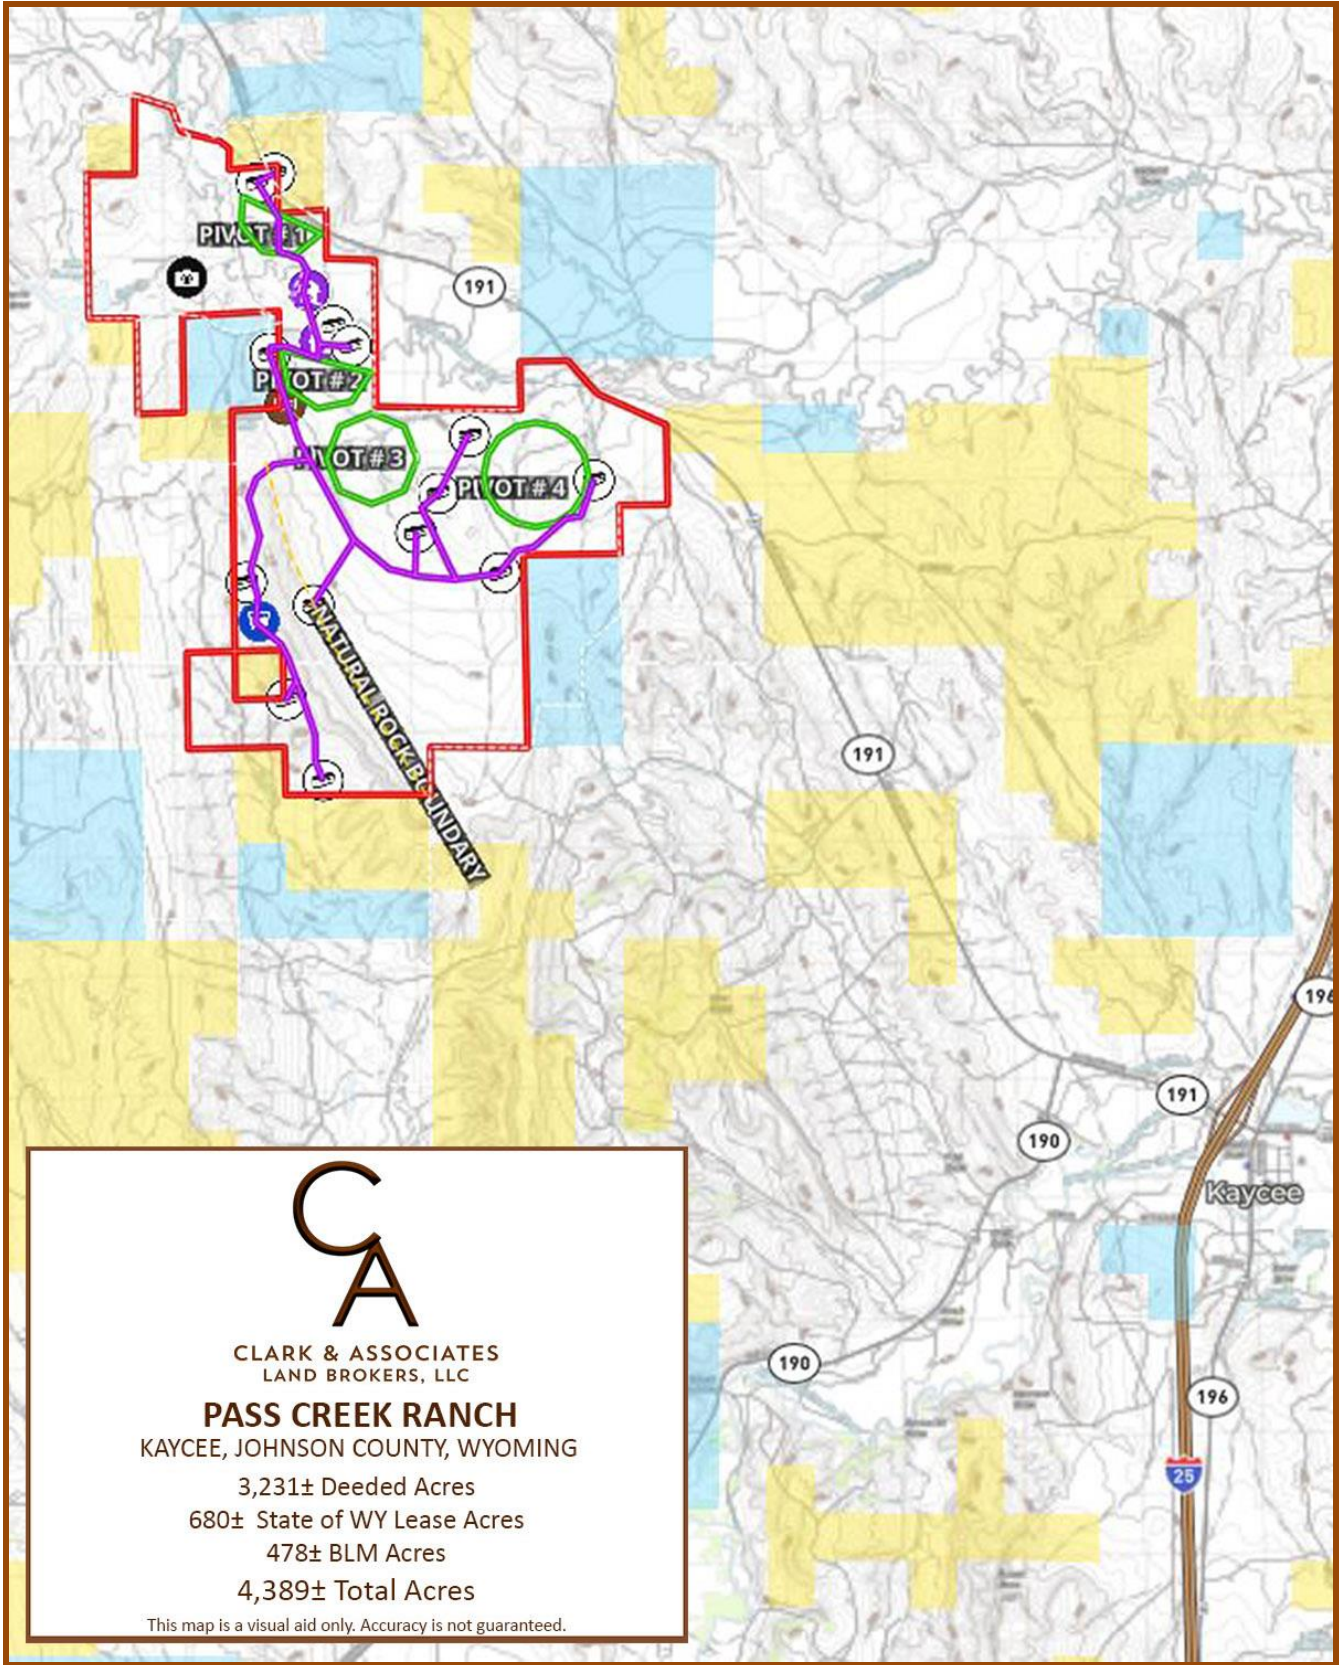 PIVOT # 1
191
PIVOT # 2
PIVOT # 3
PIVOT # 4
NATURAL ROCK BOUNDARY
191
196
191
190
Kaycee
190
196
25
CA
CLARK & ASSOCIATES
LAND BROKERS, LLC
PASS CREEK RANCH
KAYCEE, JOHNSON COUNTY, WYOMING
3,231± Deeded Acres
680± State of WY Lease Acres
478± BLM Acres
4,389± Total Acres
This map is a visual aid only. Accuracy is not guaranteed.